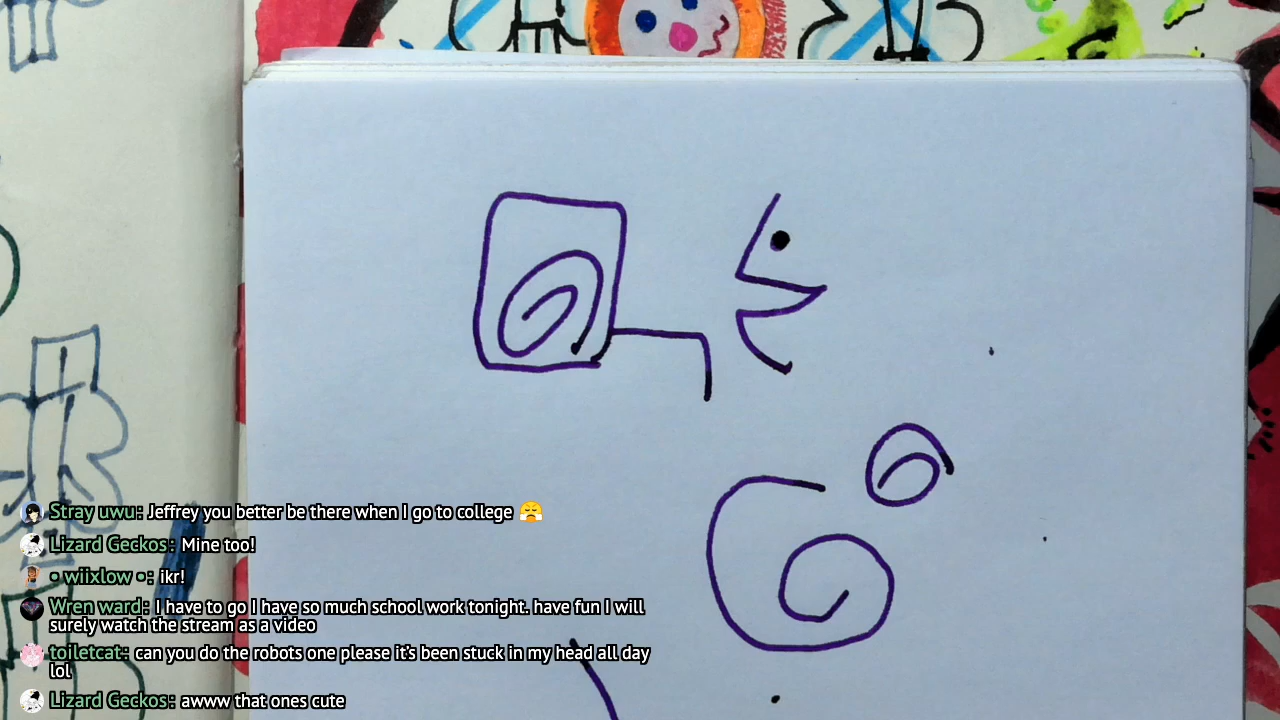 Stray uwu: Jeffrey you better be there when I go to college 😤
Lizard Geckos: Mine too!
• wiixlow •: ikr!
Wren ward: I have to go I have so much school work tonight. have fun I will
surely watch the stream as a video
toiletcat: can you do the robots one please it's been stuck in my head all day
lol
Lizard Geckos: awww that ones cute